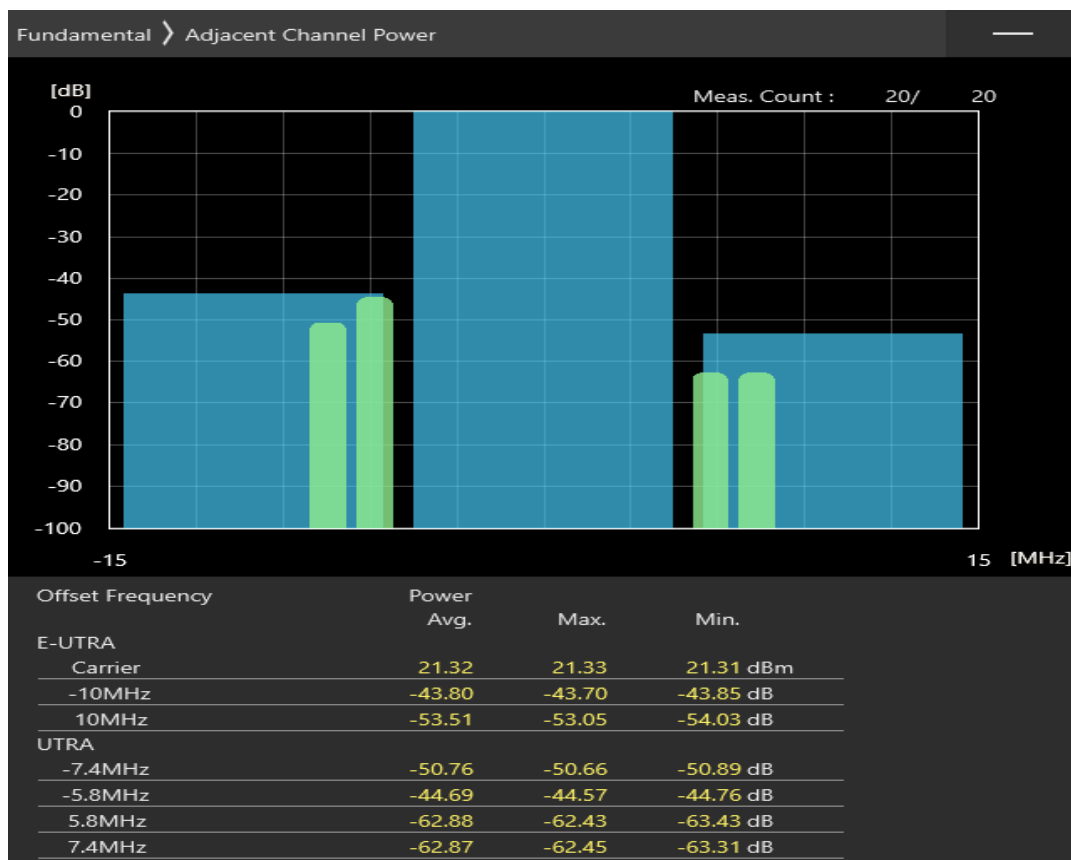 Fundamental ❯ Adjacent Channel Power
[dB]
Meas. Count : 20/ 20
0
-10
-20
-30
-40
-50
-60
-70
-80
-90
-100
-15 15 [MHz]
Offset Frequency Power
Avg. Max. Min.
E-UTRA
Carrier 21.32 21.33 21.31 dBm
-10MHz -43.80 -43.70 -43.85 dB
10MHz -53.51 -53.05 -54.03 dB
UTRA
-7.4MHz -50.76 -50.66 -50.89 dB
-5.8MHz -44.69 -44.57 -44.76 dB
5.8MHz -62.88 -62.43 -63.43 dB
7.4MHz -62.87 -62.45 -63.31 dB